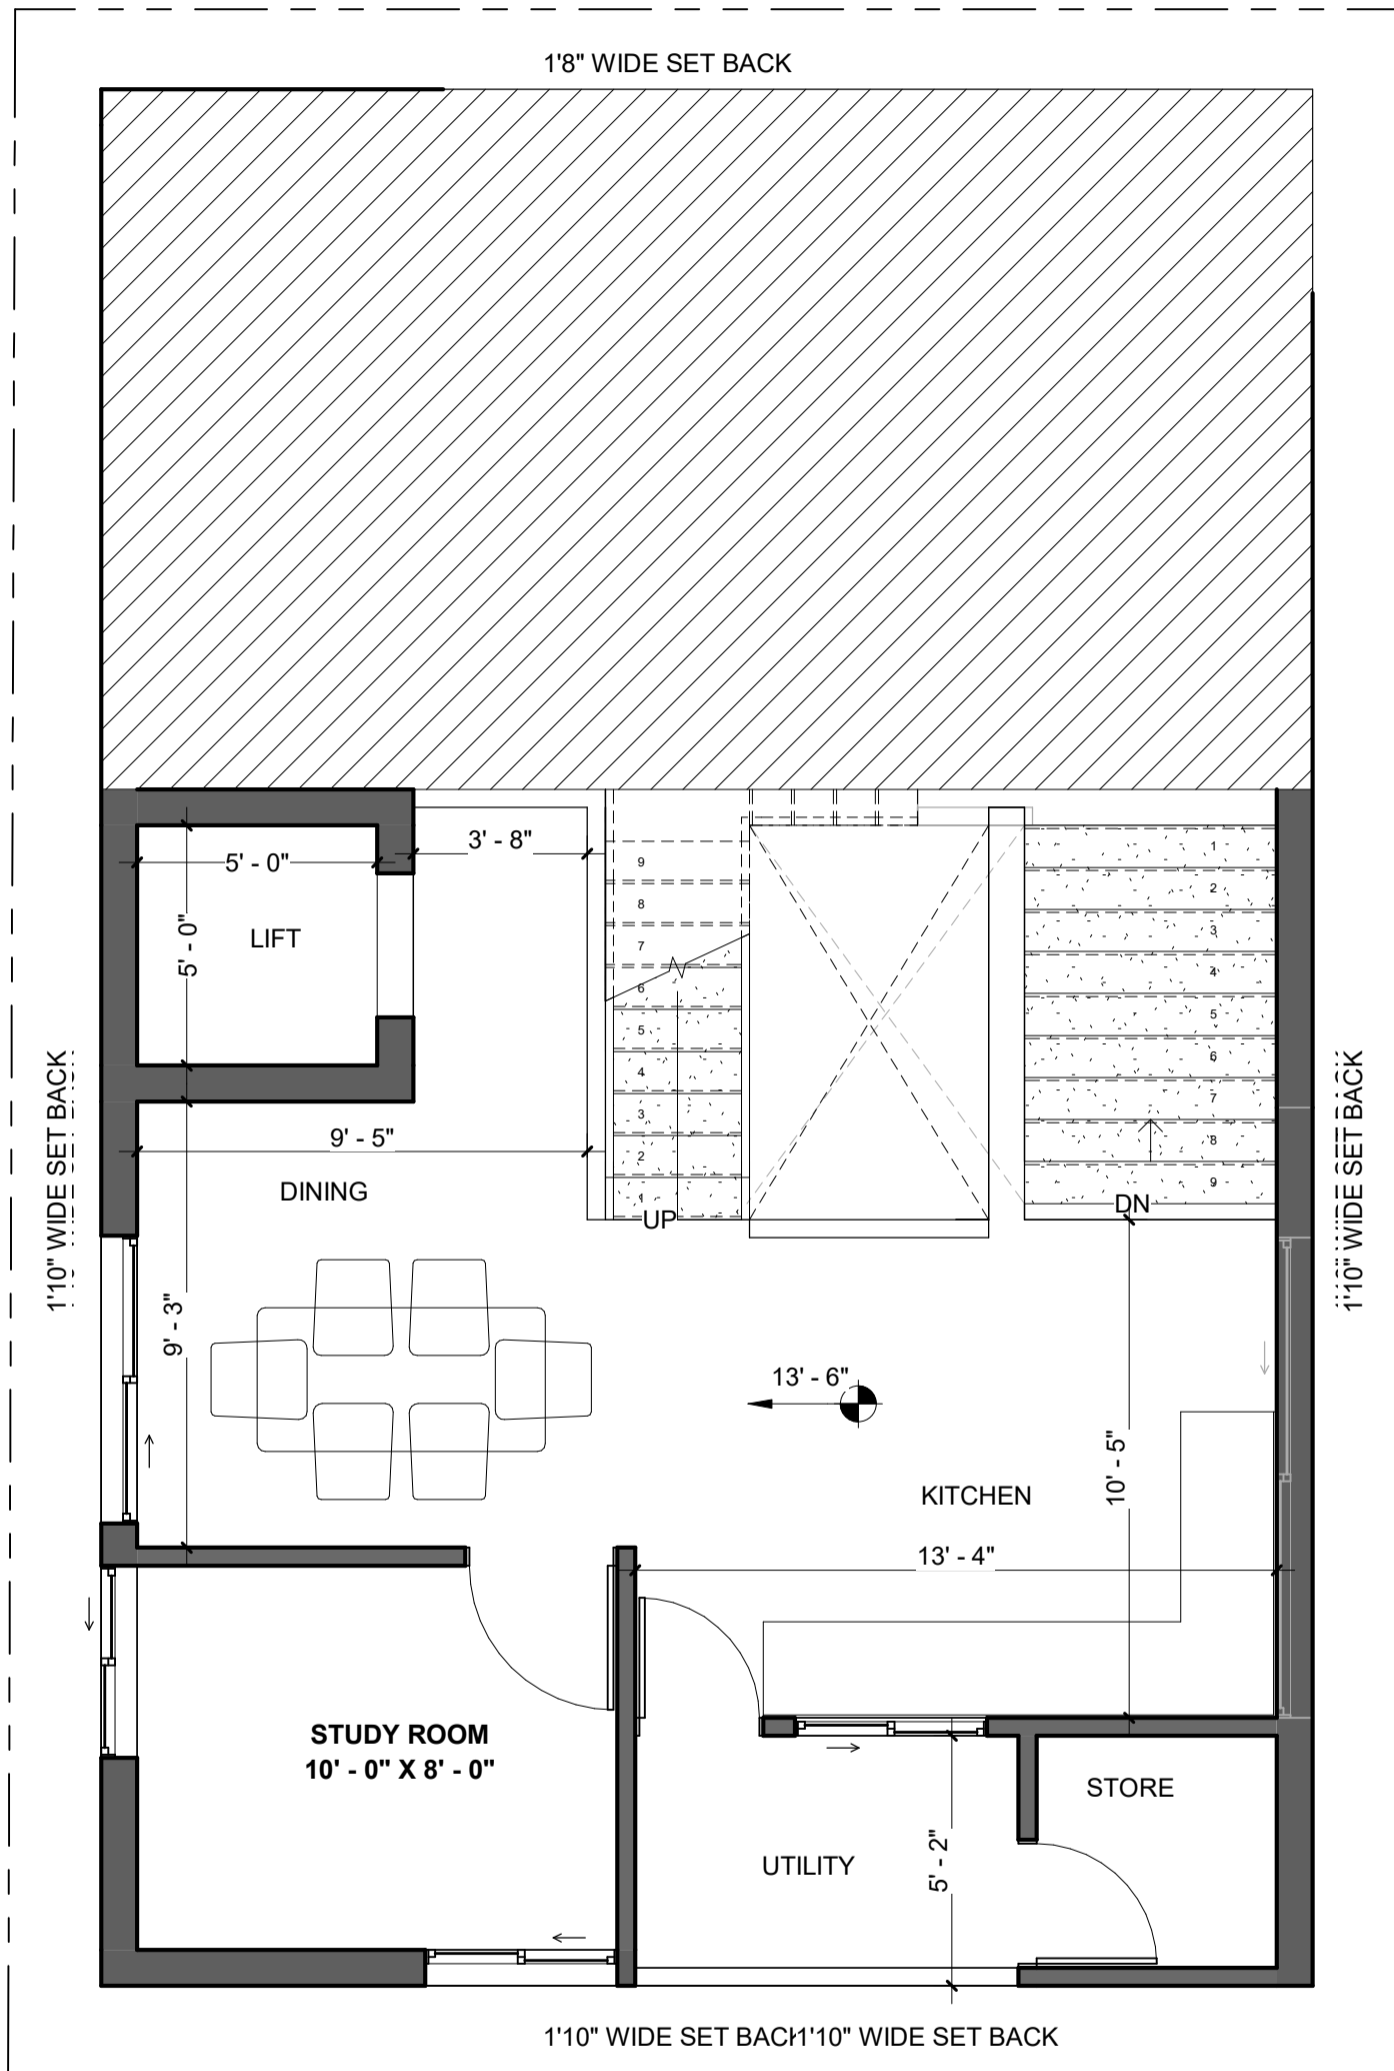 1'8" WIDE SET BACK
3' - 8"
5' - 0"
5' - 0"
LIFT
9
8
7
6
5
4
3
2
1
UP
1
2
3
4
5
6
7
8
9
DN
1'10" WIDE SET BACK
1'10" WIDE SET BACK
9' - 5"
DINING
9' - 3"
13' - 6"
10' - 5"
KITCHEN
13' - 4"
STUDY ROOM
10' - 0" X 8' - 0"
STORE
UTILITY
5' - 2"
1'10" WIDE SET BACK
1'10" WIDE SET BACK